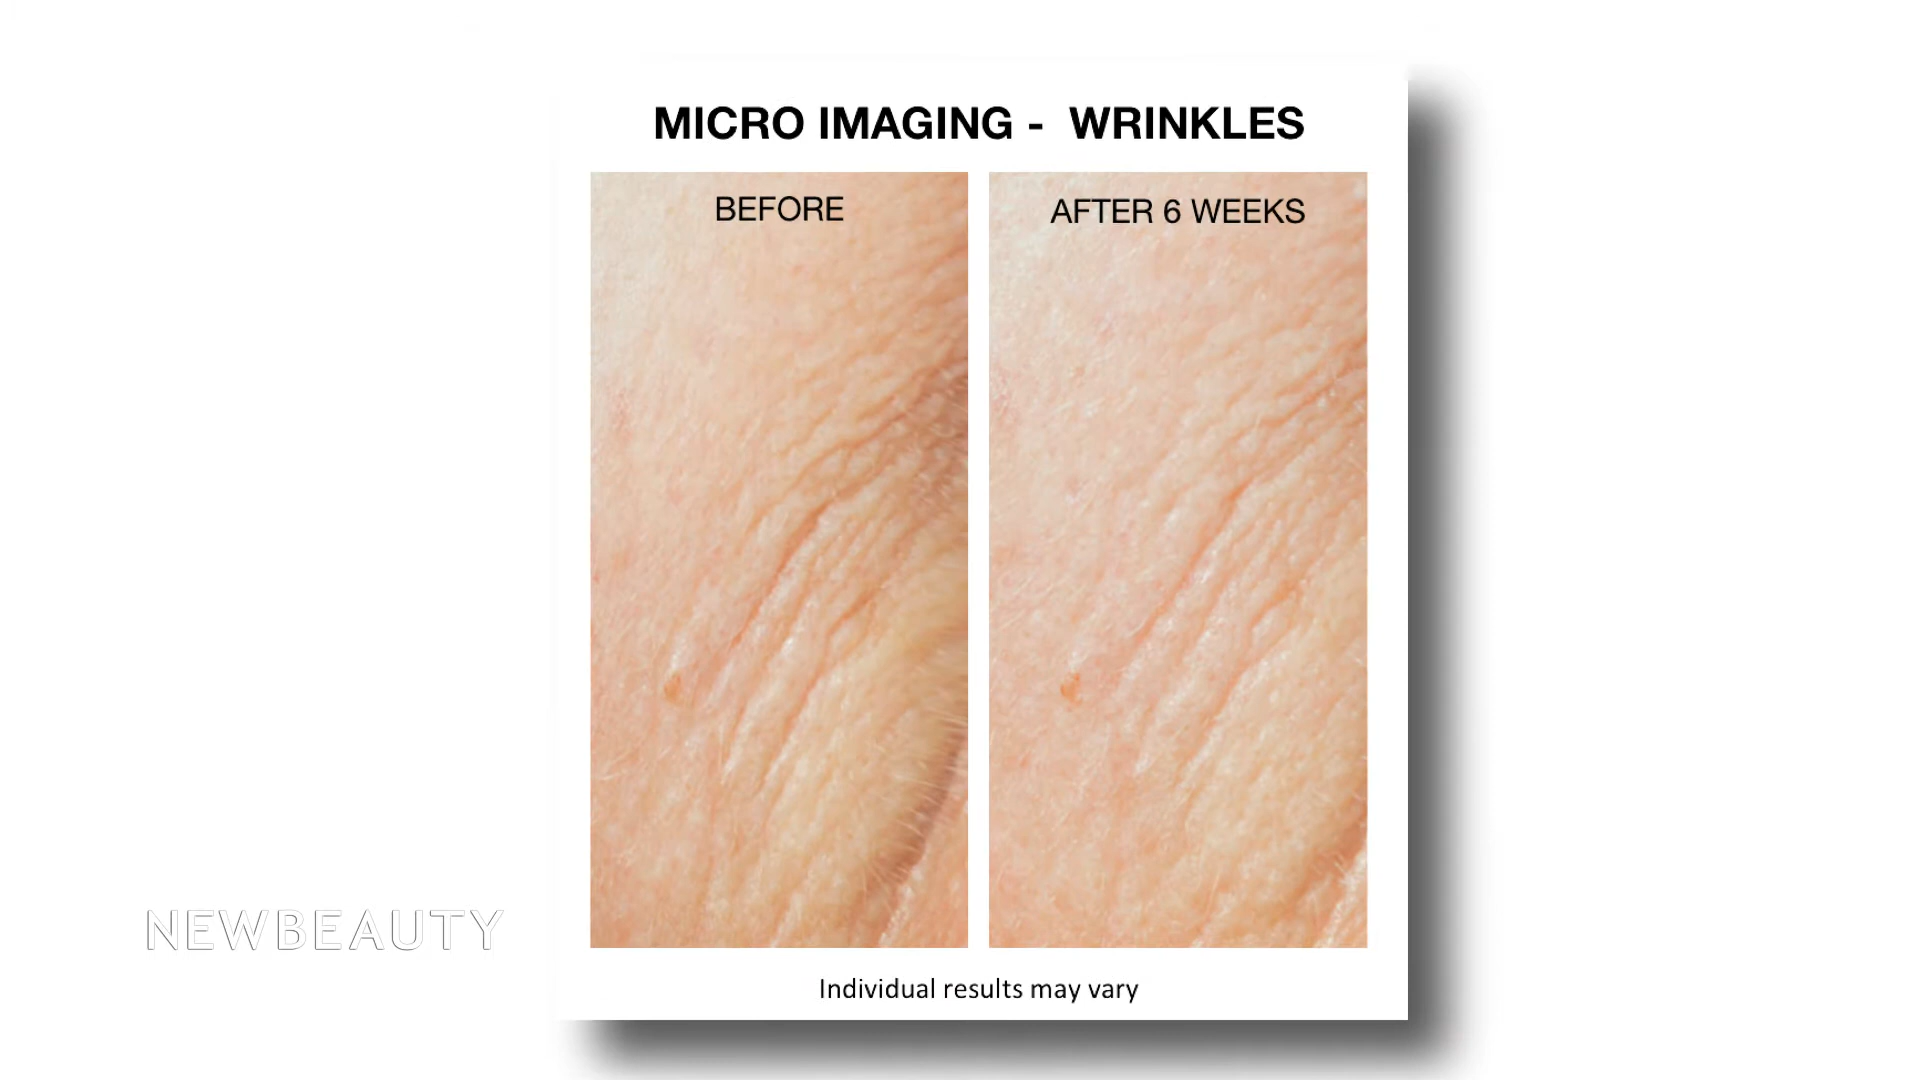 MICRO IMAGING - WRINKLES
BEFORE
AFTER 6 WEEKS
NEWBEAUTY
Individual results may vary